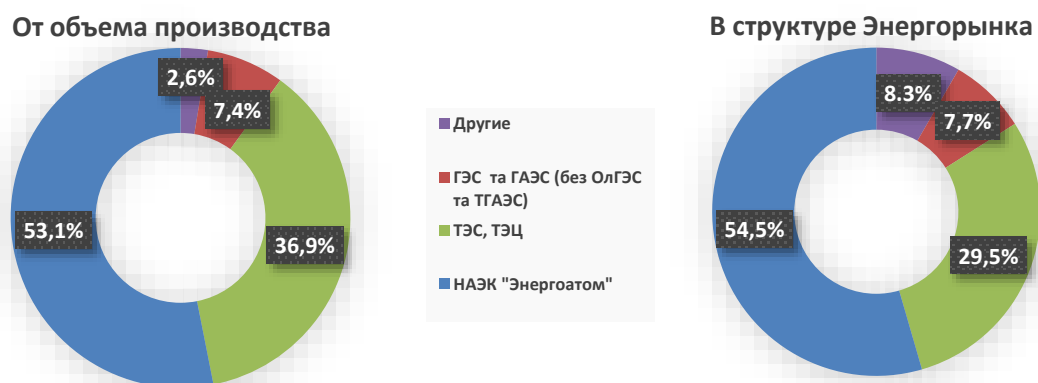 От объема производства
2,6%
7,4%
53,1%
36,9%
Другие
ГЭС та ГАЭС (без ОлГЭС
та ТГАЭС)
ТЭС, ТЭЦ
НАЭК "Энергоатом"
В структуре Энергорынка
8.3%
7,7%
54,5%
29,5%